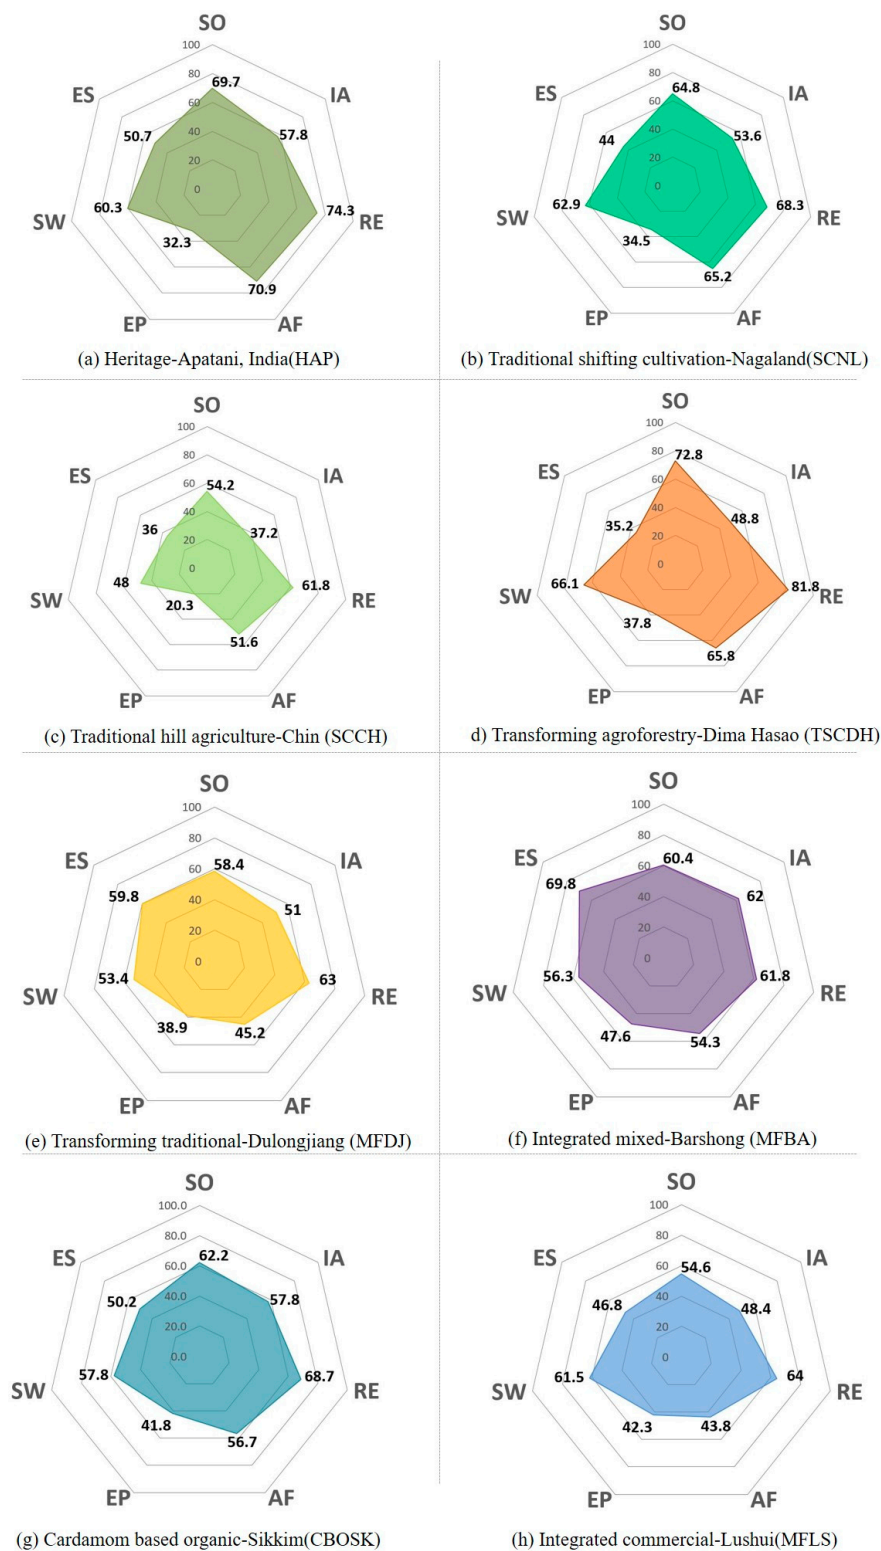 SO
100
80
60
40
20
0
69.7
IA
57.8
RE
74.3
AF
70.9
EP
32.3
SW
60.3
ES
50.7
(a) Heritage-Apatani, India(HAP)
SO
100
80
60
40
20
0
64.8
IA
53.6
RE
68.3
AF
65.2
EP
34.5
SW
62.9
ES
44
(b) Traditional shifting cultivation-Nagaland(SCNL)
SO
100
80
60
40
20
0
54.2
IA
37.2
RE
61.8
AF
51.6
EP
20.3
SW
48
ES
36
(c) Traditional hill agriculture-Chin (SCCH)
SO
100
80
60
40
20
0
72.8
IA
48.8
RE
81.8
AF
65.8
EP
37.8
SW
66.1
ES
35.2
d) Transforming agroforestry-Dima Hasao (TSCDH)
SO
100
80
60
40
20
0
58.4
IA
51
RE
63
AF
45.2
EP
38.9
SW
53.4
ES
59.8
(e) Transforming traditional-Dulongjiang (MFDJ)
SO
100
80
60
40
20
0
60.4
IA
62
RE
61.8
AF
54.3
EP
47.6
SW
56.3
ES
69.8
(f) Integrated mixed-Barshong (MFBA)
SO
100.0
80.0
60.0
40.0
20.0
0.0
62.2
IA
57.8
RE
68.7
AF
56.7
EP
41.8
SW
57.8
ES
50.2
(g) Cardamom based organic-Sikkim(CBOSK)
SO
100
80
60
40
20
0
54.6
IA
48.4
RE
64
AF
43.8
EP
42.3
SW
61.5
ES
46.8
(h) Integrated commercial-Lushui(MFLS)